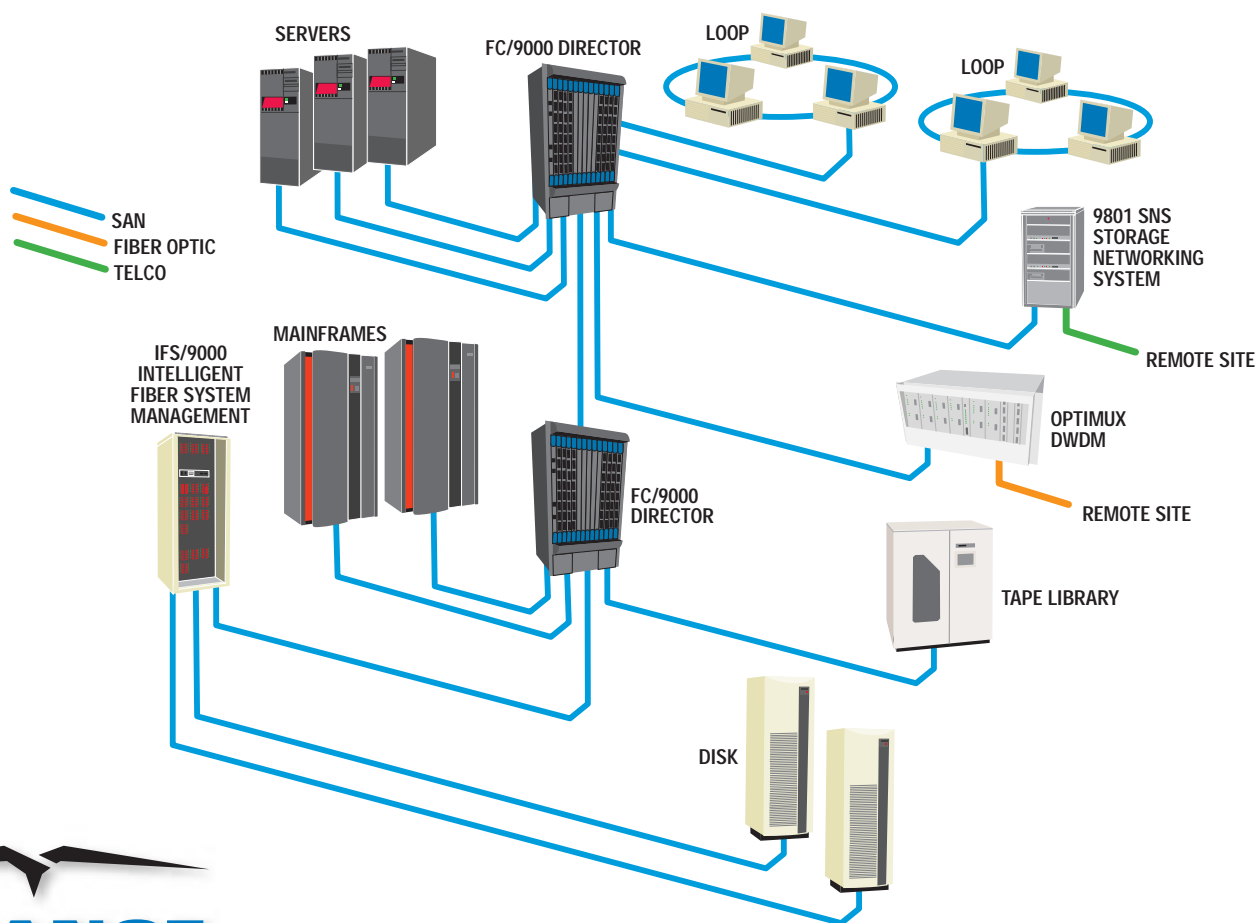 SERVERS
FC/9000 DIRECTOR
LOOP
LOOP
SAN
FIBER OPTIC
TELCO
9801 SNS
STORAGE
NETWORKING
SYSTEM
REMOTE SITE
MAINFRAMES
IFS/9000
INTELLIGENT
FIBER SYSTEM
MANAGEMENT
OPTIMUX
DWDM
REMOTE SITE
FC/9000
DIRECTOR
TAPE LIBRARY
DISK